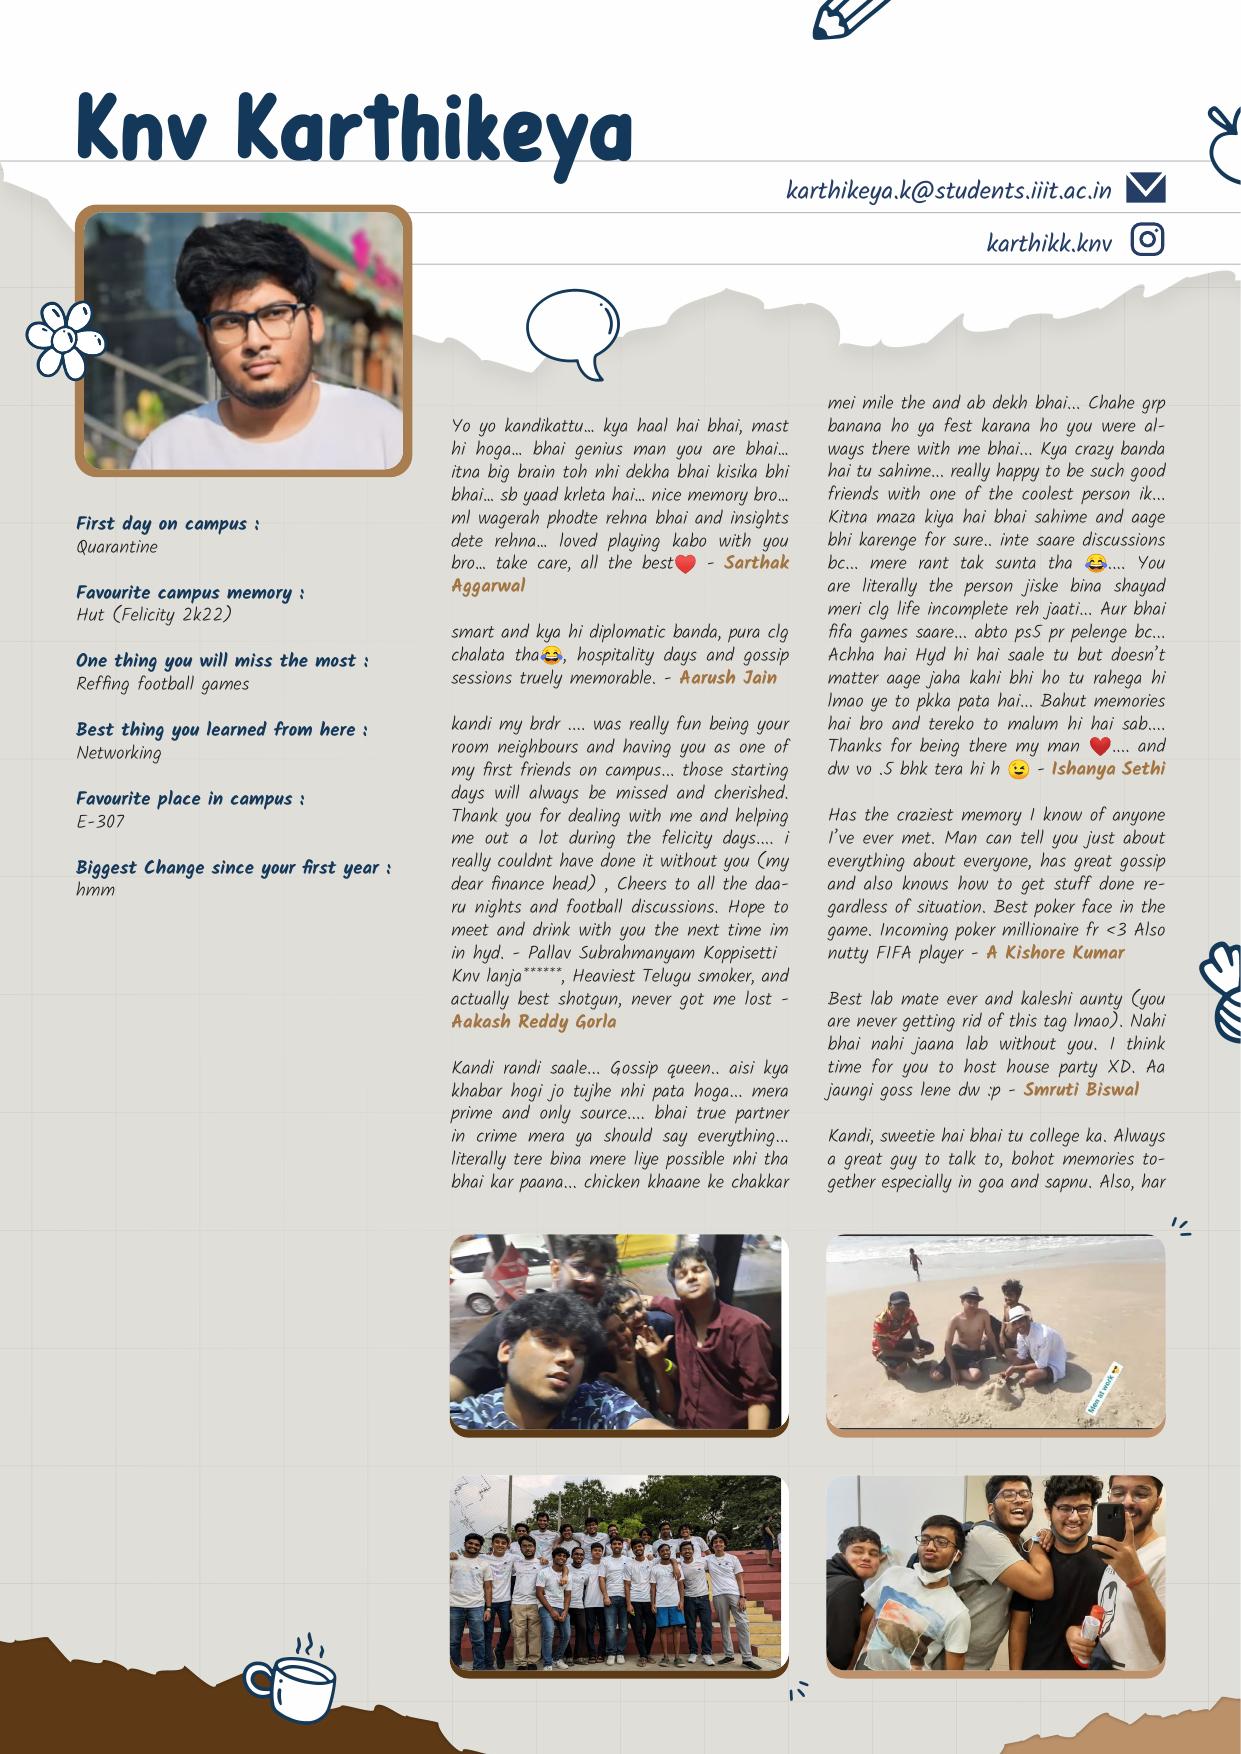 Knv Karthikeya
karthikeya.k@students.iiit.ac.in
karthikk.knv
First day on campus :
Quarantine
Favourite campus memory :
Hut (Felicity 2k22)
One thing you will miss the most :
Reffing football games
Best thing you learned from here :
Networking
Favourite place in campus :
E-307
Biggest Change since your first year :
hmm
Yo yo kandikattu... kya haal hai bhai, mast
hi hoga... bhai genius man you are bhai...
itna big brain toh nhi dekha bhai kisika bhi
bhai... sb yaad krleta hai... nice memory bro...
ml wagerah phodte rehna bhai and insights
dete rehna... loved playing kabo with you
bro... take care, all the best❤️ - Sarthak
Aggarwal
smart and kya hi diplomatic banda, pura clg
chalata tha😂, hospitality days and gossip
sessions truely memorable. - Aarush Jain
kandi my brdr .... was really fun being your
room neighbours and having you as one of
my first friends on campus... those starting
days will always be missed and cherished.
Thank you for dealing with me and helping
me out a lot during the felicity days.... i
really couldnt have done it without you (my
dear finance head) , Cheers to all the daa-
ru nights and football discussions. Hope to
meet and drink with you the next time im
in hyd. - Pallav Subrahmanyam Koppisetti
Knv lanja******, Heaviest Telugu smoker, and
actually best shotgun, never got me lost -
Aakash Reddy Gorla
Kandi randi saale... Gossip queen.. aisi kya
khabar hogi jo tujhe nhi pata hoga... mera
prime and only source.... bhai true partner
in crime mera ya should say everything...
literally tere bina mere liye possible nhi tha
bhai kar paana... chicken khaane ke chakkar
mei mile the and ab dekh bhai... Chahe grp
banana ho ya fest karana ho you were al-
ways there with me bhai... Kya crazy banda
hai tu sahime... really happy to be such good
friends with one of the coolest person ik...
Kitna maza kiya hai bhai sahime and aage
bhi karenge for sure.. inte saare discussions
bc... mere rant tak sunta tha 😂.... You
are literally the person jiske bina shayad
meri clg life incomplete reh jaati... Aur bhai
fifa games saare... abto ps5 pr pelenge bc...
Achha hai Hyd hi hai saale tu but doesn't
matter aage jaha kahi bhi ho tu rahega hi
lmao ye to pkka pata hai... Bahut memories
hai bro and tereko to malum hi hai sab....
Thanks for being there my man ❤️.... and
dw vo .5 bhk tera hi h 😉 - Ishanya Sethi
Has the craziest memory I know of anyone
I've ever met. Man can tell you just about
everything about everyone, has great gossip
and also knows how to get stuff done re-
gardless of situation. Best poker face in the
game. Incoming poker millionaire fr <3 Also
nutty FIFA player - A Kishore Kumar
Best lab mate ever and kaleshi aunty (you
are never getting rid of this tag lmao). Nahi
bhai nahi jaana lab without you. I think
time for you to host house party XD. Aa
jaungi goss lene dw :p - Smruti Biswal
Kandi, sweetie hai bhai tu college ka. Always
a great guy to talk to, bohot memories to-
gether especially in goa and sapnu. Also, har
Men at work